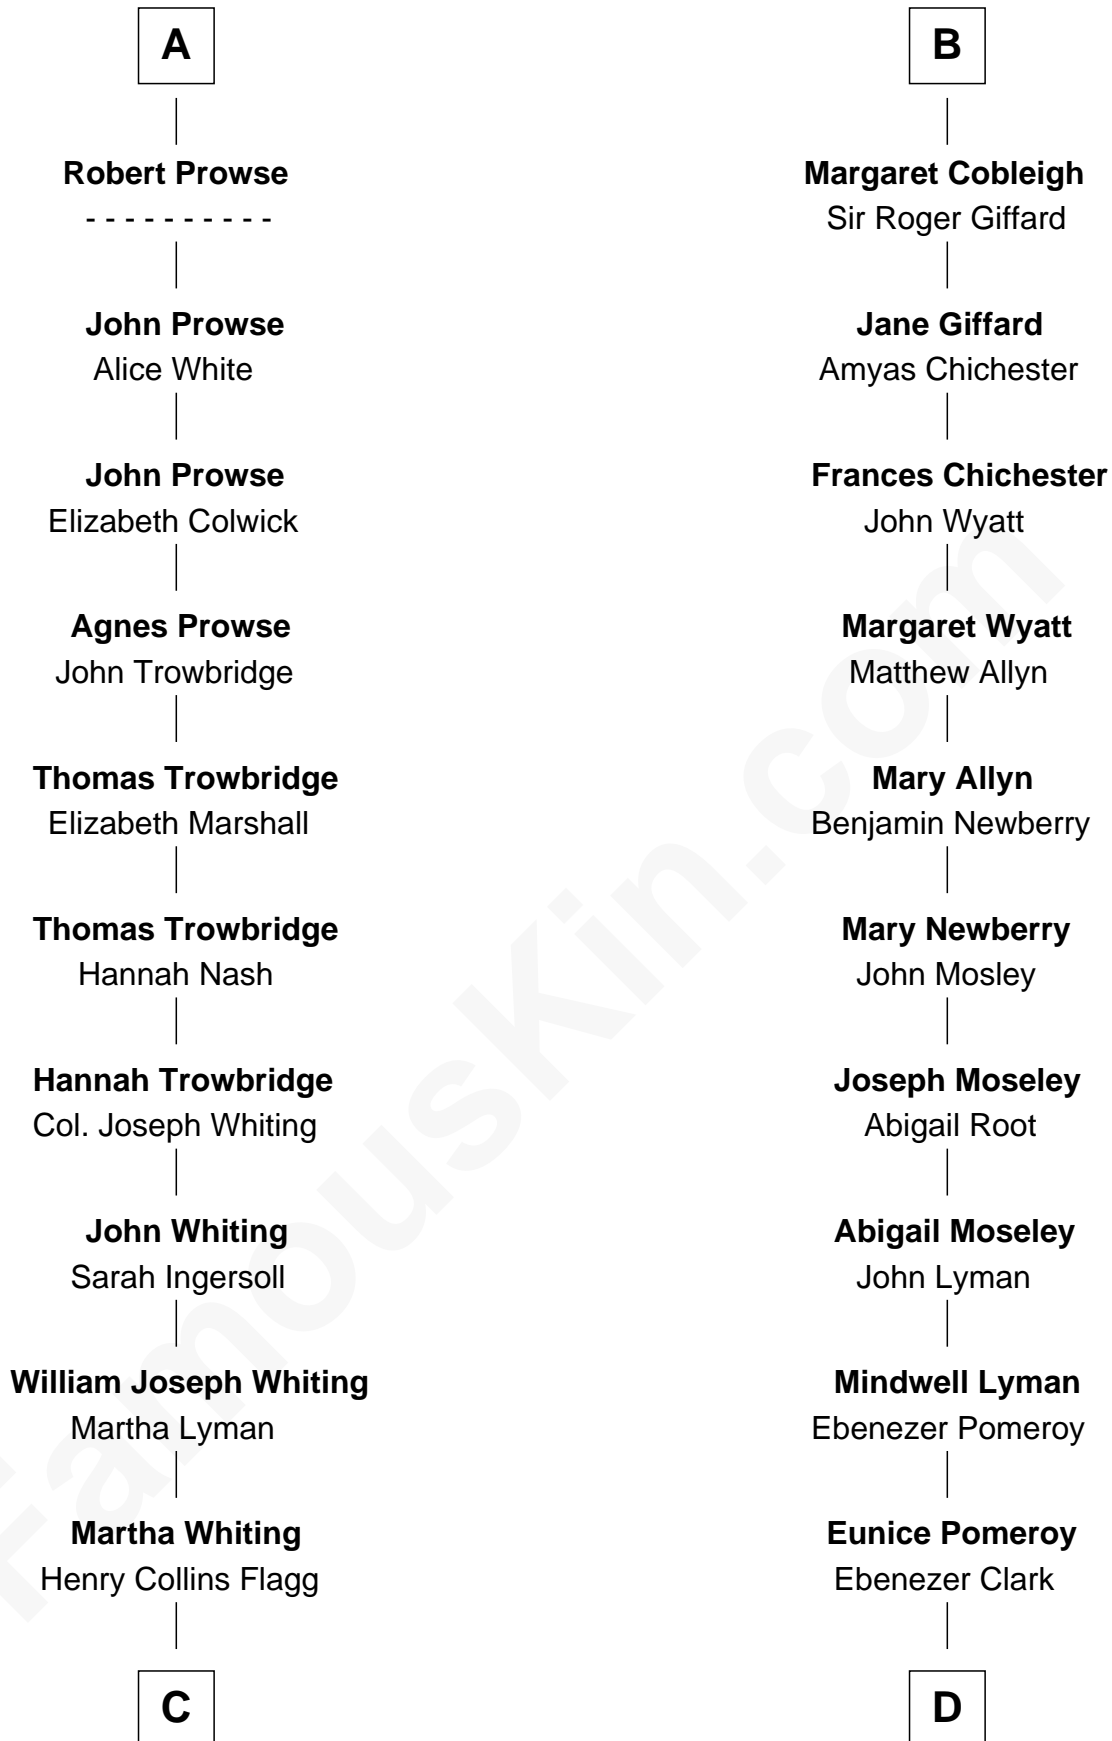 A
Robert Prowse
- - - - - - - - - -
John Prowse
Alice White
John Prowse
Elizabeth Colwick
Agnes Prowse
John Trowbridge
Thomas Trowbridge
Elizabeth Marshall
Thomas Trowbridge
Hannah Nash
Hannah Trowbridge
Col. Joseph Whiting
John Whiting
Sarah Ingersoll
William Joseph Whiting
Martha Lyman
Martha Whiting
Henry Collins Flagg
C
B
Margaret Cobleigh
Sir Roger Giffard
Jane Giffard
Amyas Chichester
Frances Chichester
John Wyatt
Margaret Wyatt
Matthew Allyn
Mary Allyn
Benjamin Newberry
Mary Newberry
John Mosley
Joseph Moseley
Abigail Root
Abigail Moseley
John Lyman
Mindwell Lyman
Ebenezer Pomeroy
Eunice Pomeroy
Ebenezer Clark
D
FamousKin.com